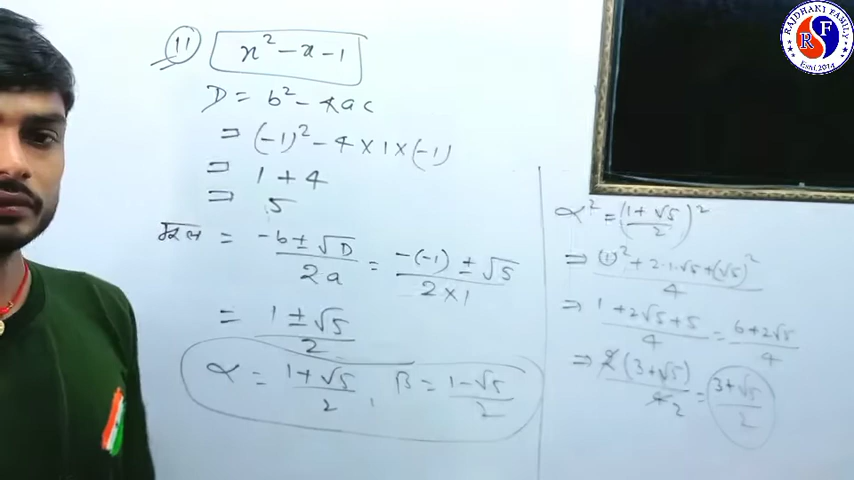 (11) x² - x - 1
D = b² - 4ac
⇒ (-1)² - 4×1×(-1)
⇒ 1 + 4
⇒ 5
मूल = (-b ± √D)/2a = (-(-1) ± √5)/(2×1)
= (1 ± √5)/2
α = (1+√5)/2 , β = (1-√5)/2
α² = ((1+√5)/2)²
⇒ ((1)² + 2·1·√5 + (√5)²)/4
⇒ (1+2√5+5)/4 = (6+2√5)/4
⇒ 2(3+√5)/4 2 = (3+√5)/2
RAJDHANI FAMILY
RSF
Estd. 2014